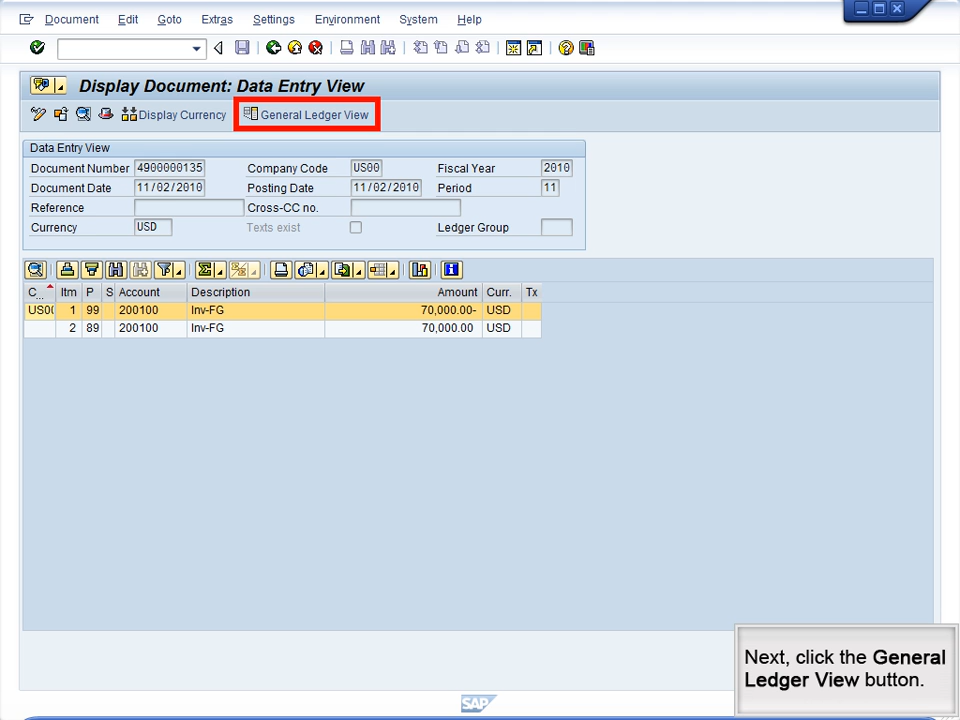 Document Edit Goto Extras Settings Environment System Help
Display Document: Data Entry View
Display Currency General Ledger View
Data Entry View
Document Number 4900000135 Company Code US00 Fiscal Year 2010
Document Date 11/02/2010 Posting Date 11/02/2010 Period 11
Reference Cross-CC no.
Currency USD Texts exist Ledger Group
C... Itm P S Account Description Amount Curr. Tx
US00 1 99 200100 Inv-FG 70,000.00- USD
2 89 200100 Inv-FG 70,000.00 USD
Next, click the General
Ledger View button.
SAP